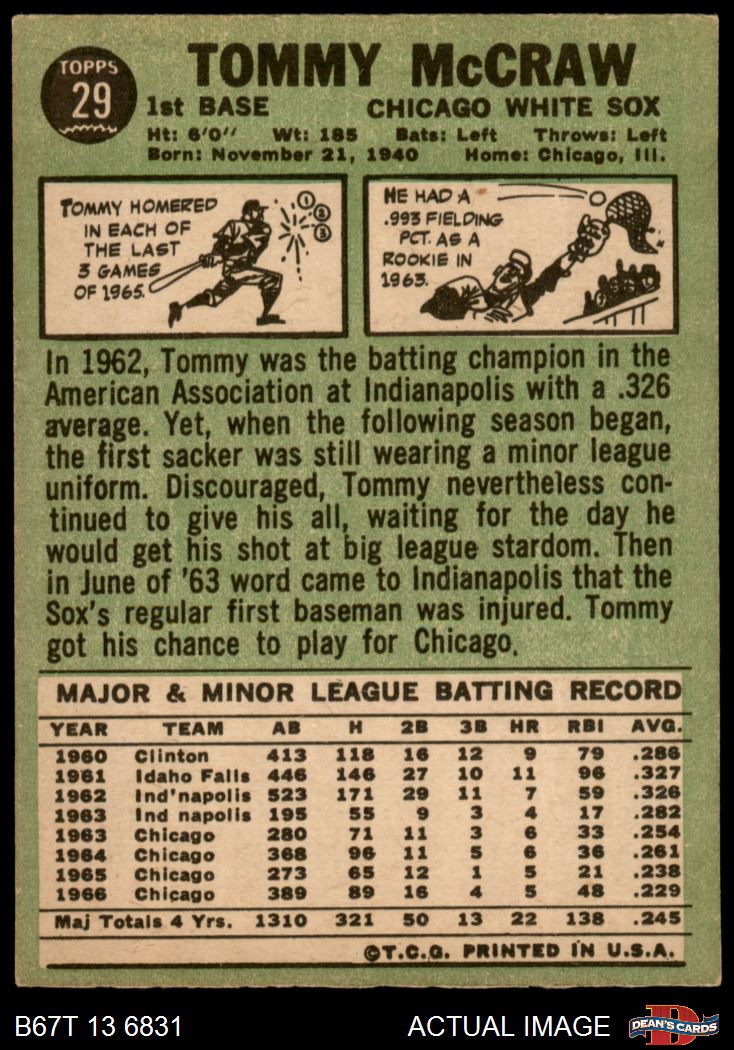 TOPPS
29
TOMMY McCRAW
1st BASE CHICAGO WHITE SOX
Ht: 6'0" Wt: 185 Bats: Left Throws: Left
Born: November 21, 1940 Home: Chicago, Ill.
TOMMY HOMERED
IN EACH OF
THE LAST
3 GAMES
OF 1965.
1
2
3
HE HAD A
.993 FIELDING
PCT. AS A
ROOKIE IN
1963.
In 1962, Tommy was the batting champion in the
American Association at Indianapolis with a .326
average. Yet, when the following season began,
the first sacker was still wearing a minor league
uniform. Discouraged, Tommy nevertheless con-
tinued to give his all, waiting for the day he
would get his shot at big league stardom. Then
in June of '63 word came to Indianapolis that the
Sox's regular first baseman was injured. Tommy
got his chance to play for Chicago.
MAJOR & MINOR LEAGUE BATTING RECORD
YEAR TEAM AB H 2B 3B HR RBI AVG.
1960 Clinton 413 118 16 12 9 79 .286
1961 Idaho Falls 446 146 27 10 11 96 .327
1962 Ind'napolis 523 171 29 11 7 59 .326
1963 Ind napolis 195 55 9 3 4 17 .282
1963 Chicago 280 71 11 3 6 33 .254
1964 Chicago 368 96 11 5 6 36 .261
1965 Chicago 273 65 12 1 5 21 .238
1966 Chicago 389 89 16 4 5 48 .229
Maj Totals 4 Yrs. 1310 321 50 13 22 138 .245
©T.C.G. PRINTED IN U.S.A.
B67T 13 6831 ACTUAL IMAGE
D
DEAN'S CARDS